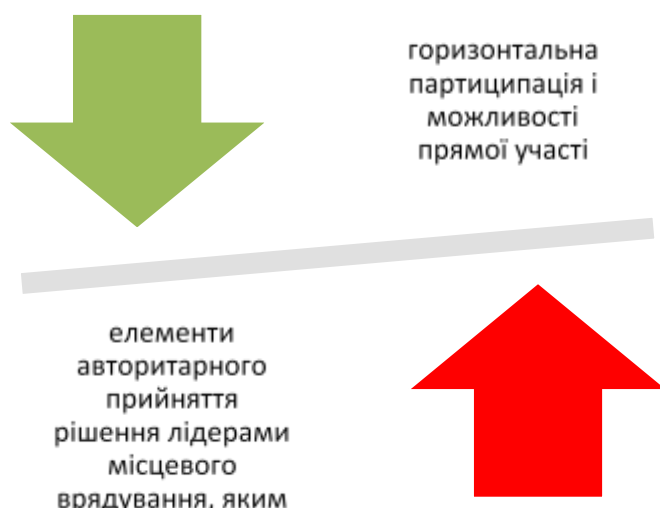 горизонтальна
партиципація і
можливості
прямої участі
елементи
авторитарного
прийняття
рішення лідерами
місцевого
врядування, яким